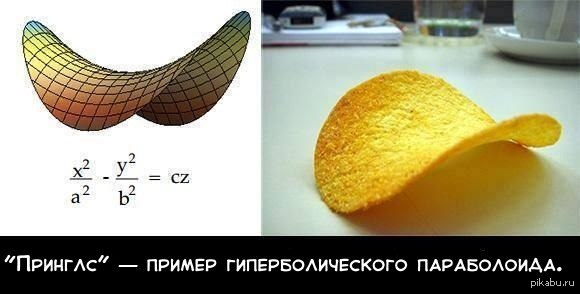 x² / a² - y² / b² = cz
"Принглс" — пример гиперболического параболоида.
pikabu.ru